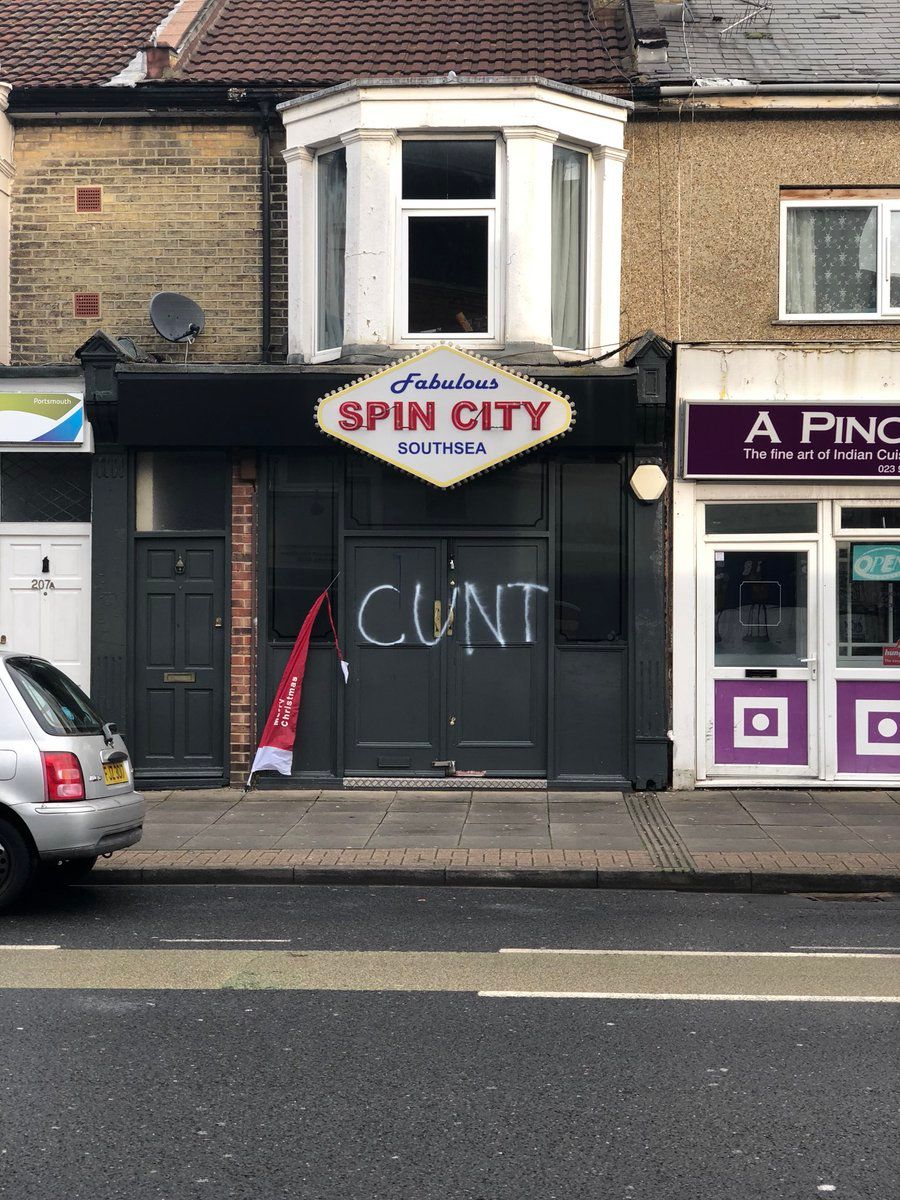 Fabulous
SPIN CITY
SOUTHSEA
Portsmouth
A PINC
The fine art of Indian Cuis
023
207A
OPEN
CUNT
Merry
Christmas